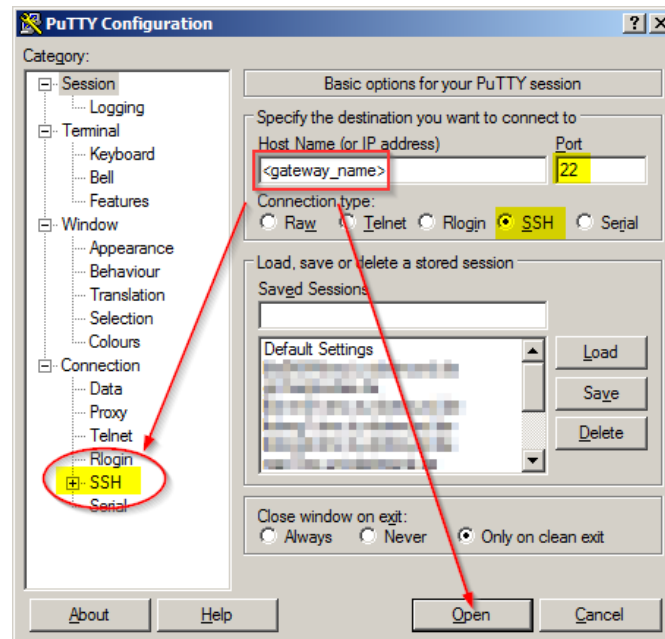 PuTTY Configuration
?
Category:
Session
Logging
Terminal
Keyboard
Bell
Features
Window
Appearance
Behaviour
Translation
Selection
Colours
Connection
Data
Proxy
Telnet
Rlogin
SSH
Serial
Basic options for your PuTTY session
Specify the destination you want to connect to
Host Name (or IP address) Port
<gateway_name> 22
Connection type:
Raw Telnet Rlogin SSH Serial
Load, save or delete a stored session
Saved Sessions
Default Settings
Load
Save
Delete
Close window on exit:
Always Never Only on clean exit
About Help Open Cancel